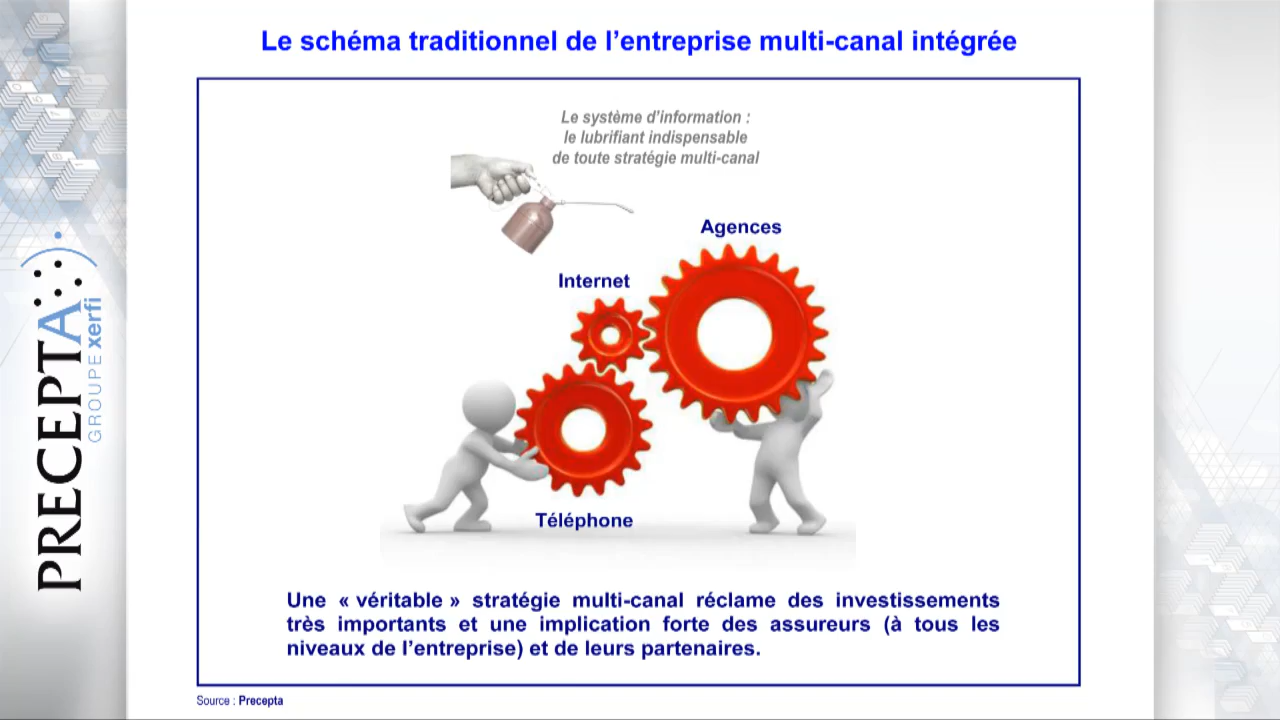 Le schéma traditionnel de l’entreprise multi-canal intégrée
Le système d’information :
le lubrifiant indispensable
de toute stratégie multi-canal
Agences
Internet
Téléphone
Une « véritable » stratégie multi-canal réclame des investissements
très importants et une implication forte des assureurs (à tous les
niveaux de l’entreprise) et de leurs partenaires.
Source : Precepta
PRECEPTA
GROUPE xerfi